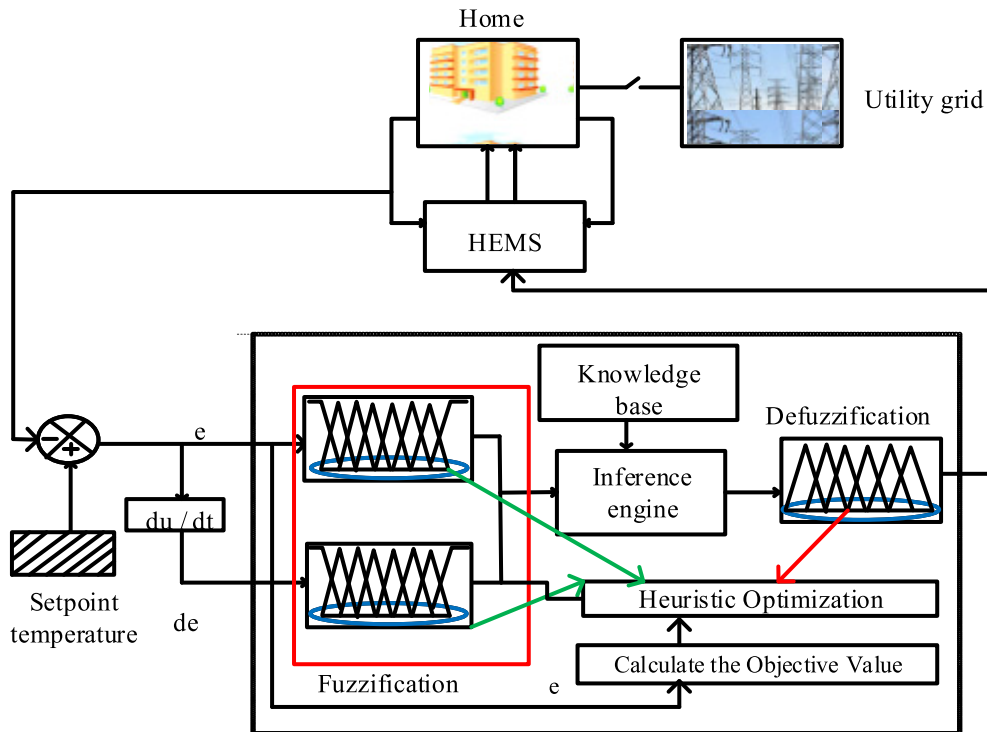 Home
Utility grid
HEMS
Knowledge
base
Defuzzification
e
Inference
engine
du/dt
Setpoint
temperature
de
Heuristic Optimization
Calculate the Objective Value
Fuzzification
e